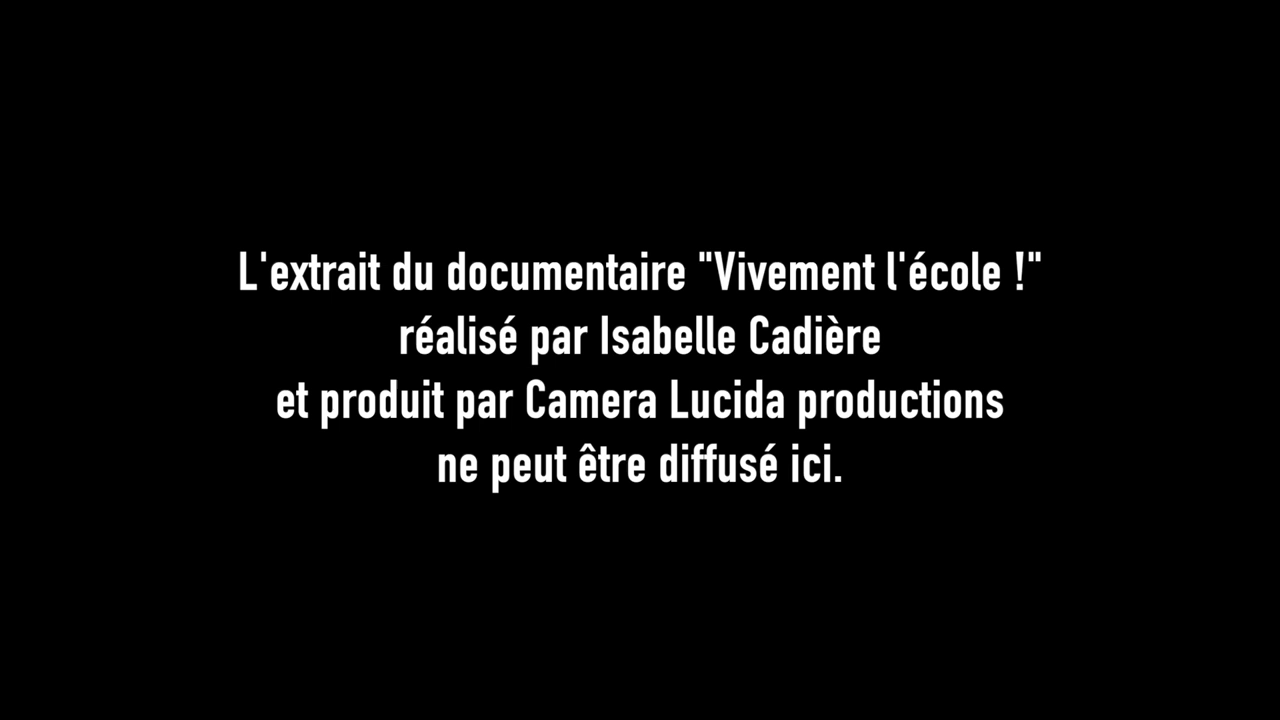 L'extrait du documentaire "Vivement l'école !"
réalisé par Isabelle Cadière
et produit par Camera Lucida productions
ne peut être diffusé ici.